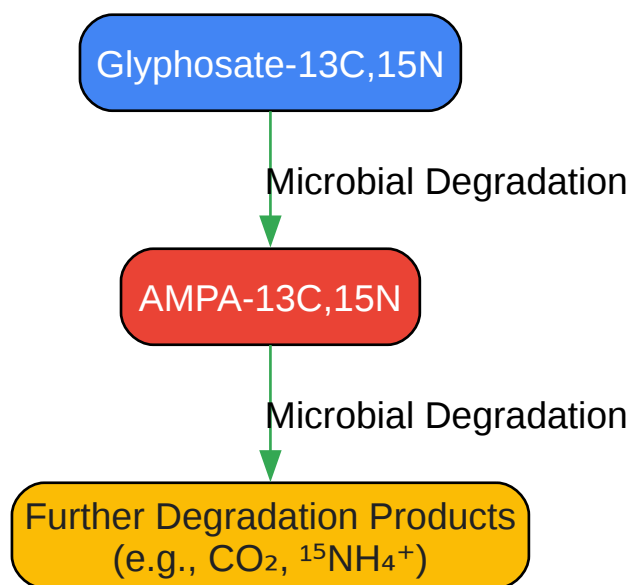 Glyphosate-13C,15N
Microbial Degradation
AMPA-13C,15N
Microbial Degradation
Further Degradation Products
(e.g., CO₂, ¹⁵NH₄⁺)